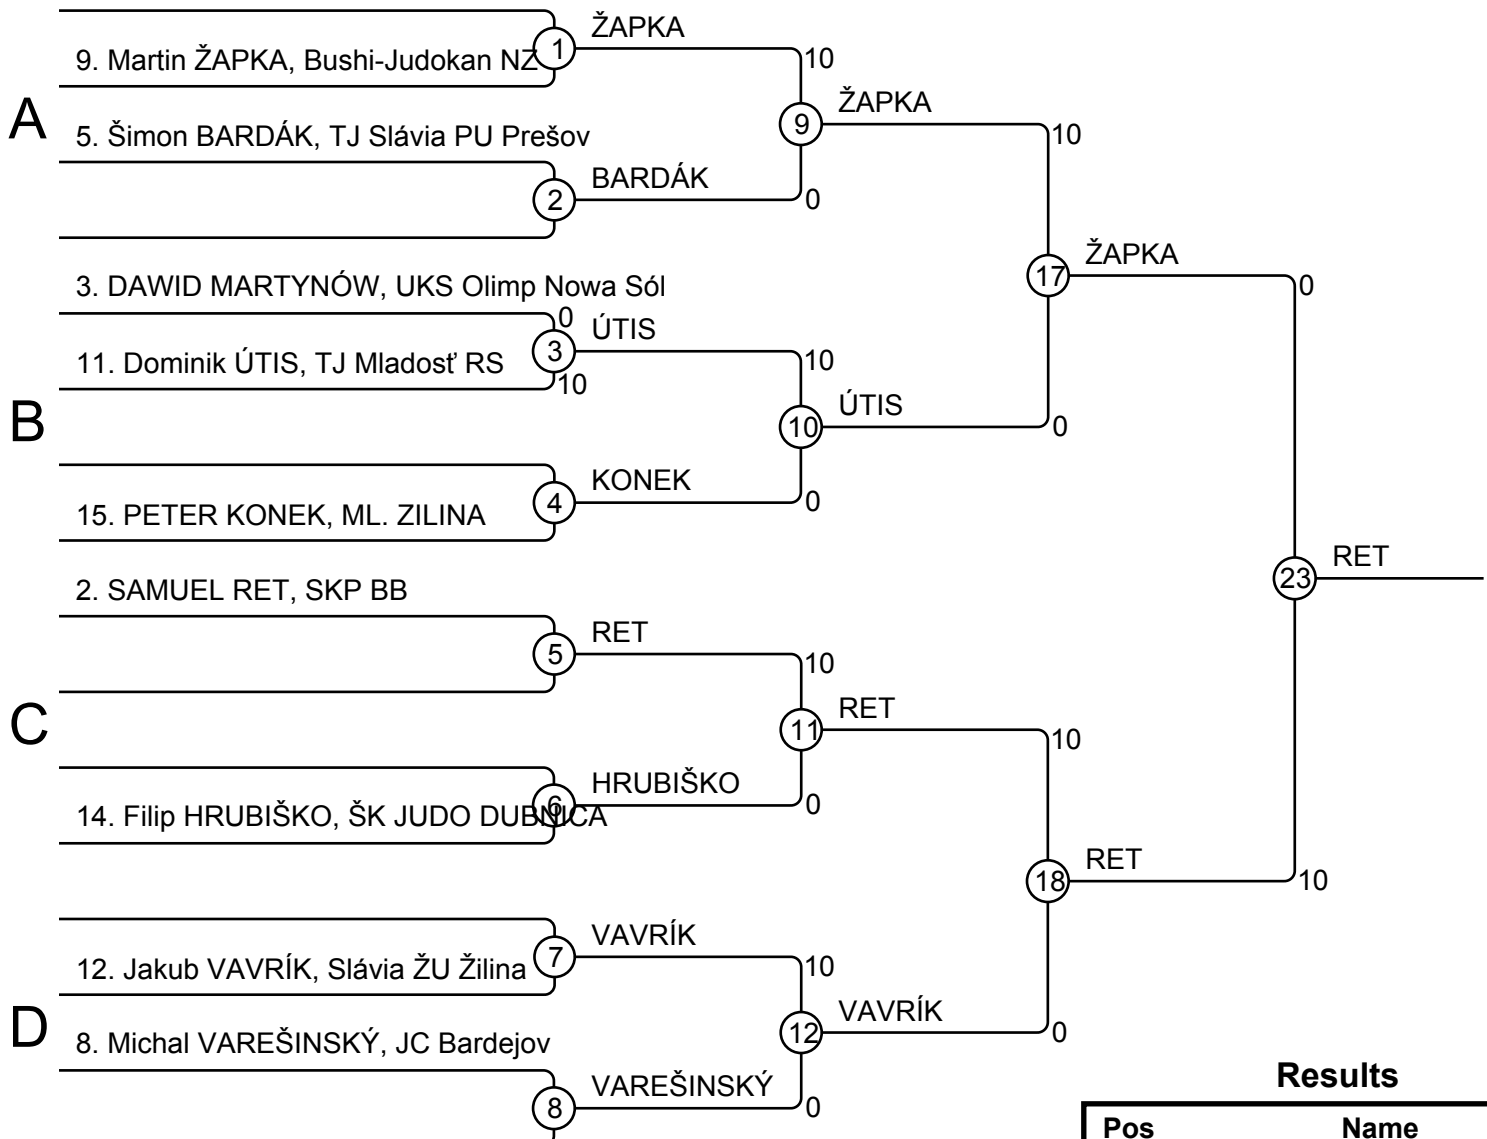 ŽAPKA
9. Martin ŽAPKA, Bushi-Judokan NZ
1
10
A
5. Šimon BARDÁK, TJ Slávia PU Prešov
9
ŽAPKA
10
BARDÁK
2
0
3. DAWID MARTYNÓW, UKS Olimp Nowa Sól
17
ŽAPKA
0
0
ÚTIS
3
11. Dominik ÚTIS, TJ Mladosť RS
10
10
B
10
ÚTIS
0
KONEK
4
0
15. PETER KONEK, ML. ZILINA
2. SAMUEL RET, SKP BB
23
RET
RET
5
10
C
11
RET
10
HRUBIŠKO
6
0
14. Filip HRUBIŠKO, ŠK JUDO DUBNICA
18
RET
10
VAVRÍK
7
12. Jakub VAVRÍK, Slávia ŽU Žilina
10
D
8. Michal VAREŠINSKÝ, JC Bardejov
12
VAVRÍK
0
VAREŠINSKÝ
8
0
Results
Pos Name